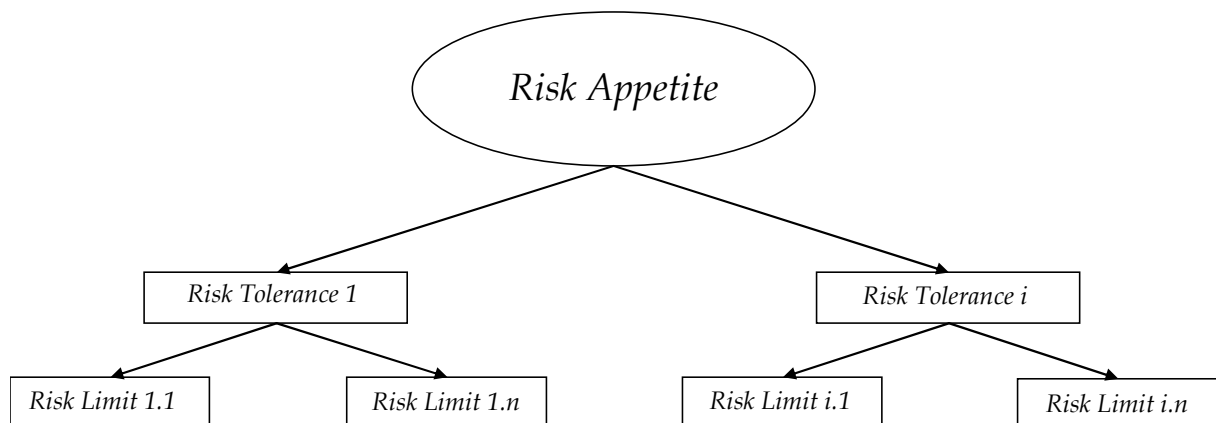 Risk Appetite
Risk Tolerance 1
Risk Tolerance i
Risk Limit 1.1
Risk Limit 1.n
Risk Limit i.1
Risk Limit i.n